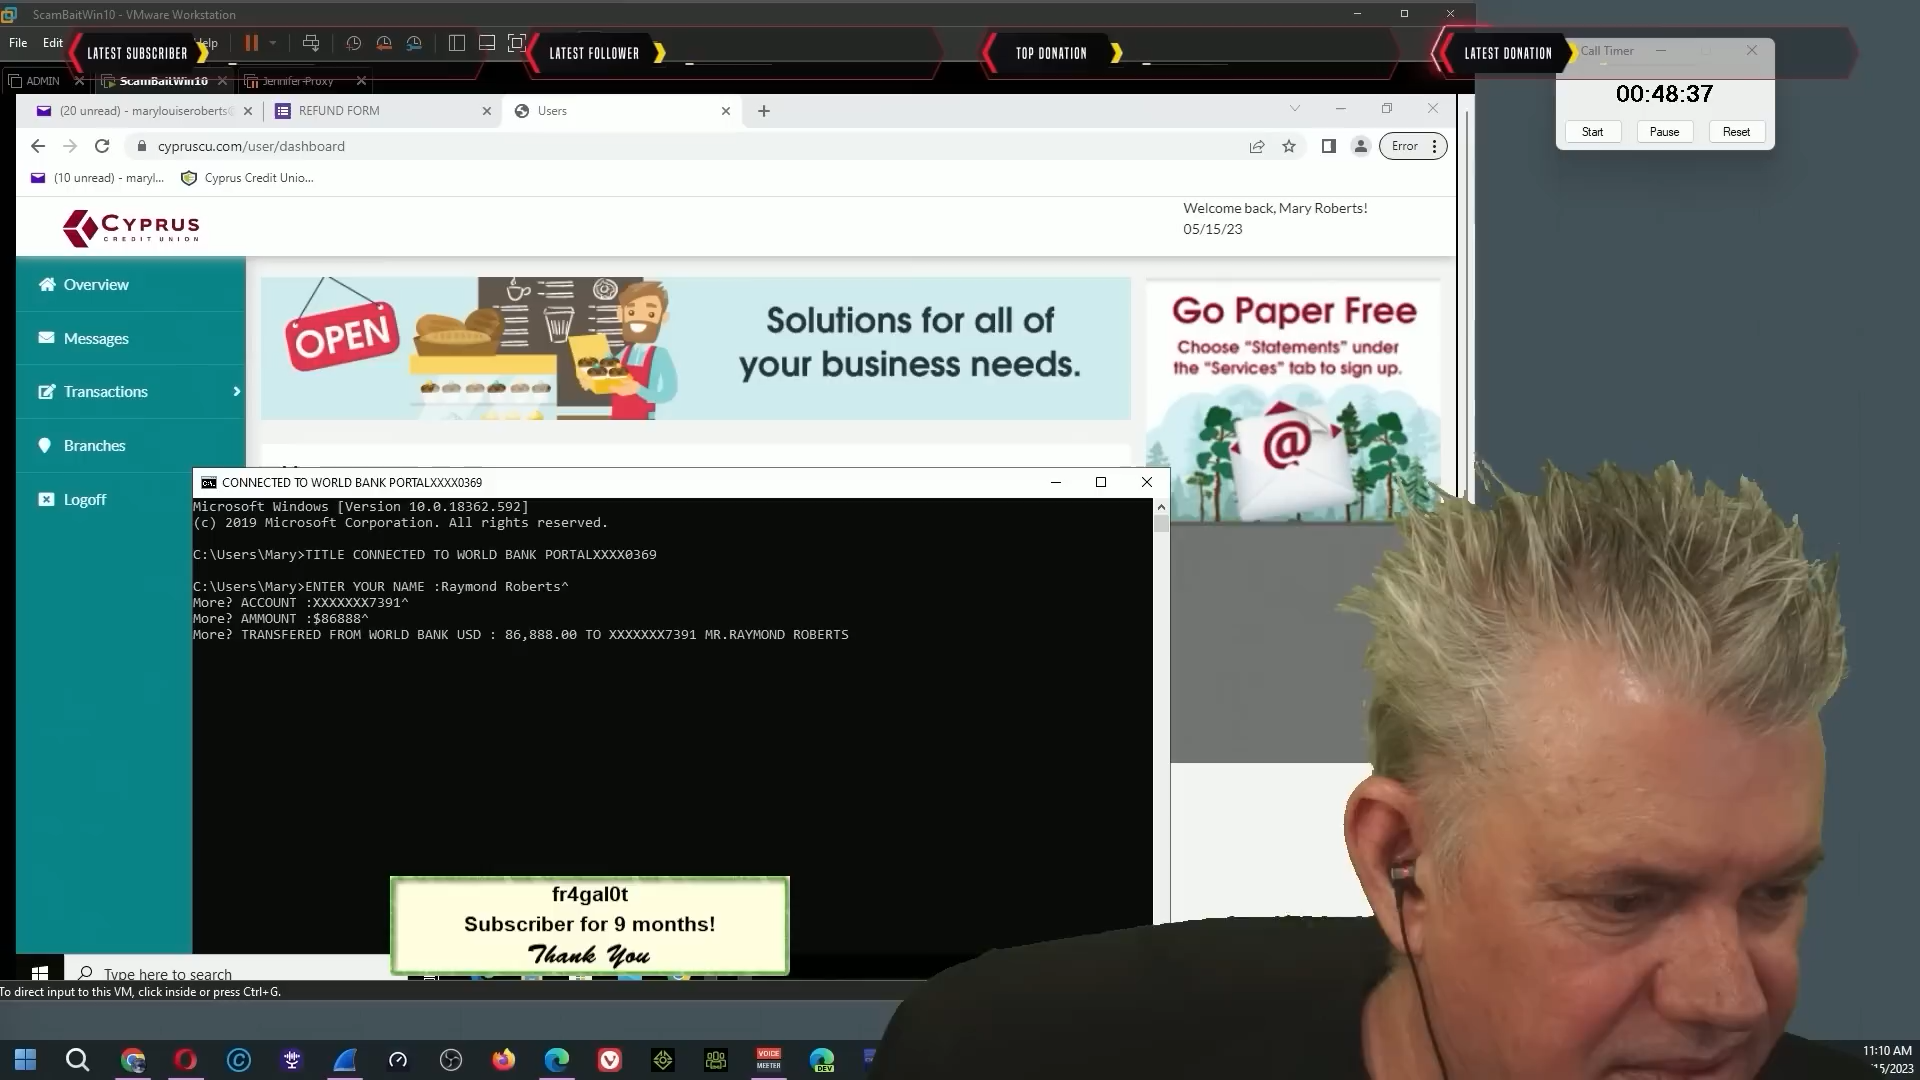 ScamBaitWin10 - VMware Workstation
File Edit elp
LATEST SUBSCRIBER
LATEST FOLLOWER
TOP DONATION
LATEST DONATION
Call Timer
00:48:37
Start Pause Reset
ADMIN ScamBaitWin10 Jennifer-Proxy
(20 unread) - marylouiseroberts
REFUND FORM
Users
cypruscu.com/user/dashboard
Error
(10 unread) - maryl...
Cyprus Credit Unio...
CYPRUS
CREDIT UNION
Welcome back, Mary Roberts!
05/15/23
Overview
Messages
Transactions
Branches
Logoff
OPEN
Solutions for all of
your business needs.
Go Paper Free
Choose “Statements” under
the “Services” tab to sign up.
@
CONNECTED TO WORLD BANK PORTALXXXX0369
Microsoft Windows [Version 10.0.18362.592]
(c) 2019 Microsoft Corporation. All rights reserved.
C:\Users\Mary>TITLE CONNECTED TO WORLD BANK PORTALXXXX0369
C:\Users\Mary>ENTER YOUR NAME :Raymond Roberts^
More? ACCOUNT :XXXXXXX7391^
More? AMMOUNT :$86888^
More? TRANSFERED FROM WORLD BANK USD : 86,888.00 TO XXXXXXX7391 MR.RAYMOND ROBERTS
fr4gal0t
Subscriber for 9 months!
Thank You
Type here to search
To direct input to this VM, click inside or press Ctrl+G.
VOICE
MEETER
DEV
11:10 AM
15/2023